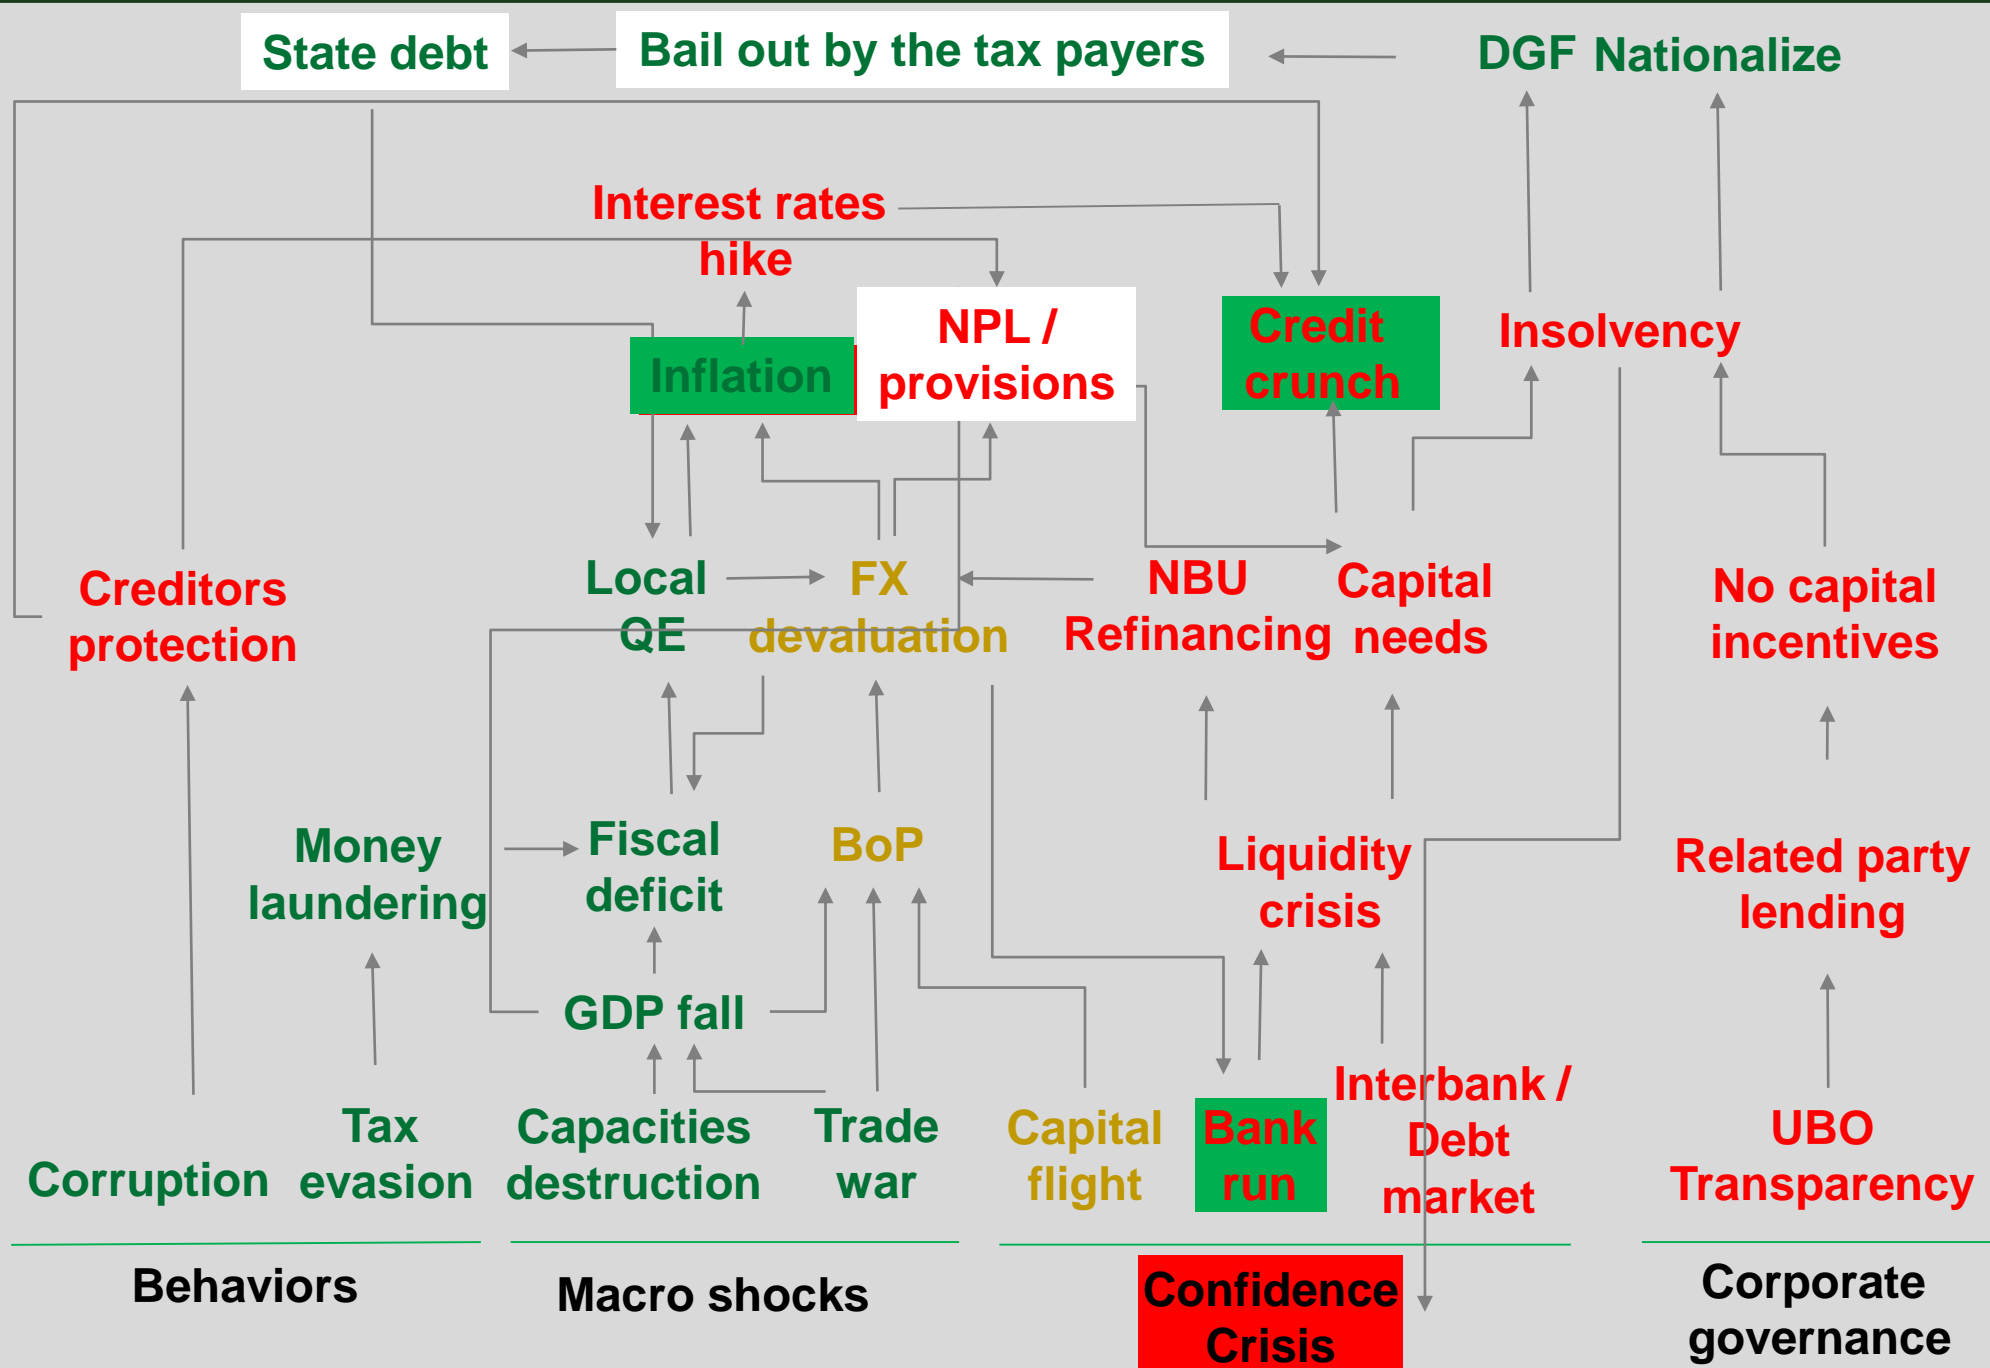 State debt
Bail out by the tax payers
DGF Nationalize
Interest rates
hike
Inflation
NPL /
provisions
Credit
crunch
Insolvency
Creditors
protection
Local
QE
FX
devaluation
NBU
Refinancing
Capital
needs
No capital
incentives
Money
laundering
Fiscal
deficit
BoP
Liquidity
crisis
Related party
lending
GDP fall
Corruption
Tax
evasion
Capacities
destruction
Trade
war
Capital
flight
Bank
run
Interbank /
Debt
market
UBO
Transparency
Behaviors
Macro shocks
Confidence
Crisis
Corporate
governance